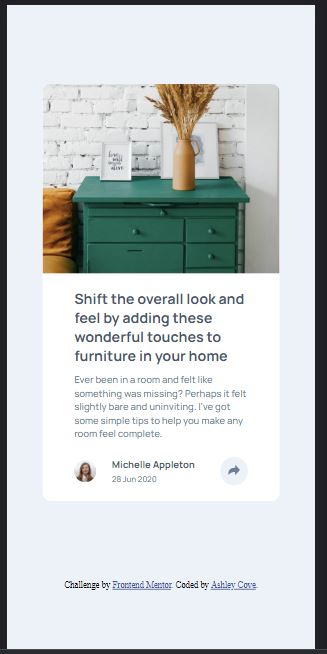 Shift the overall look and
feel by adding these
wonderful touches to
furniture in your home
Ever been in a room and felt like
something was missing? Perhaps it felt
slightly bare and uninviting. I've got
some simple tips to help you make any
room feel complete.
Michelle Appleton
28 Jun 2020
Challenge by Frontend Mentor. Coded by Ashley Cove.